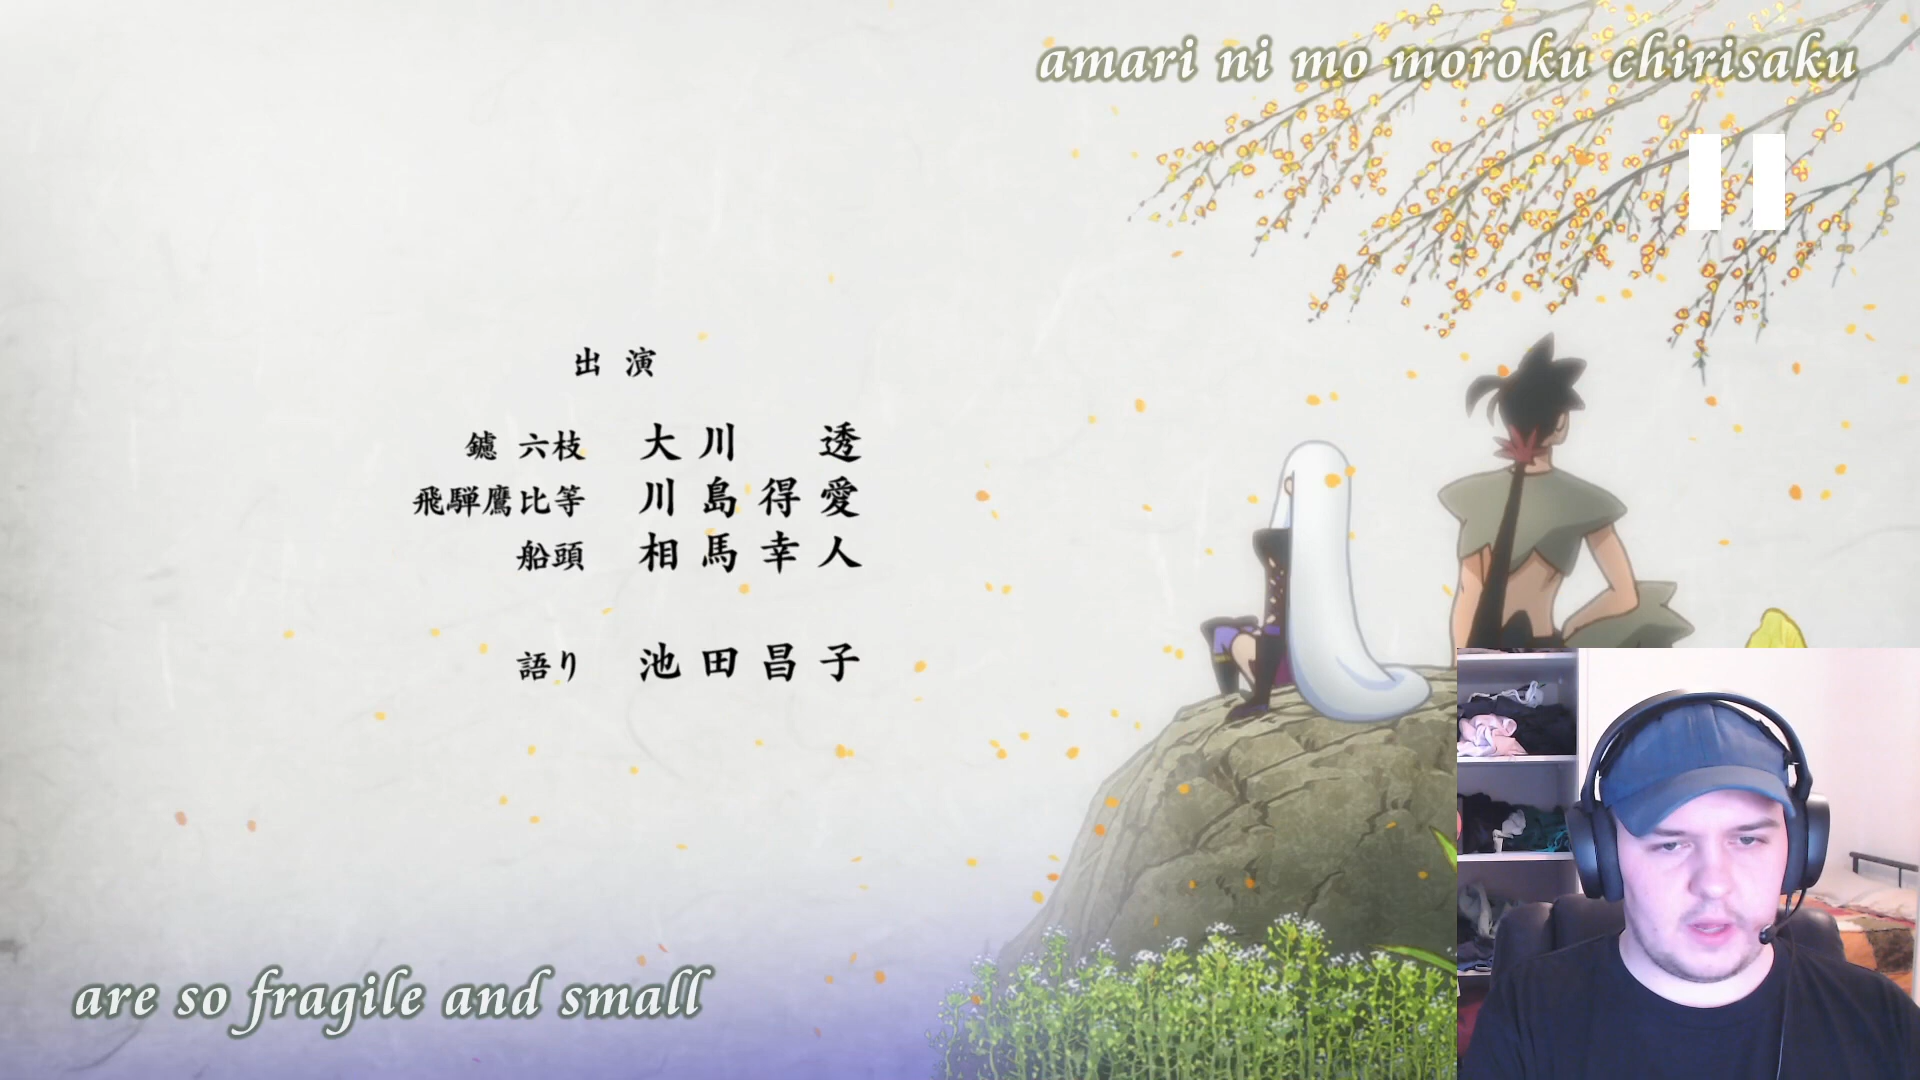 amari ni mo moroku chirisaku
出演
鑢 六枝 大川 透
飛騨鷹比等 川島得愛
船頭 相馬幸人
語り 池田昌子
are so fragile and small